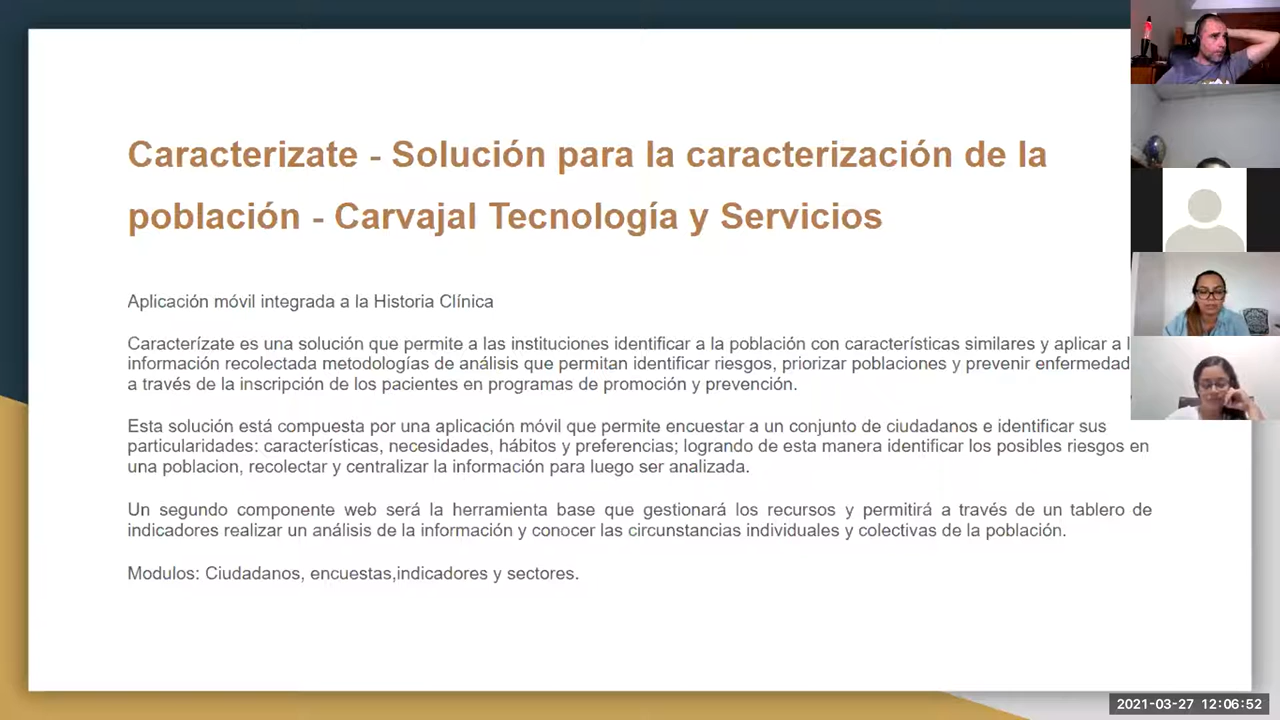 Caracterizate - Solución para la caracterización de la
población - Carvajal Tecnología y Servicios
Aplicación móvil integrada a la Historia Clínica
Caracterízate es una solución que permite a las instituciones identificar a la población con características similares y aplicar a
información recolectada metodologías de análisis que permitan identificar riesgos, priorizar poblaciones y prevenir
a través de la inscripción de los pacientes en programas de promoción y prevención.
Esta solución está compuesta por una aplicación móvil que permite encuestar a un conjunto de ciudadanos e identificar sus
particularidades: características, necesidades, hábitos y preferencias; logrando de esta manera identificar los posibles riesgos en
una poblacion, recolectar y centralizar la información para luego ser analizada.
Un segundo componente web será la herramienta base que gestionará los recursos y permitirá a través de un tablero de
indicadores realizar un análisis de la información y conocer las circunstancias individuales y colectivas de la población.
Modulos: Ciudadanos, encuestas,indicadores y sectores.
2021-03-27 12:06:52